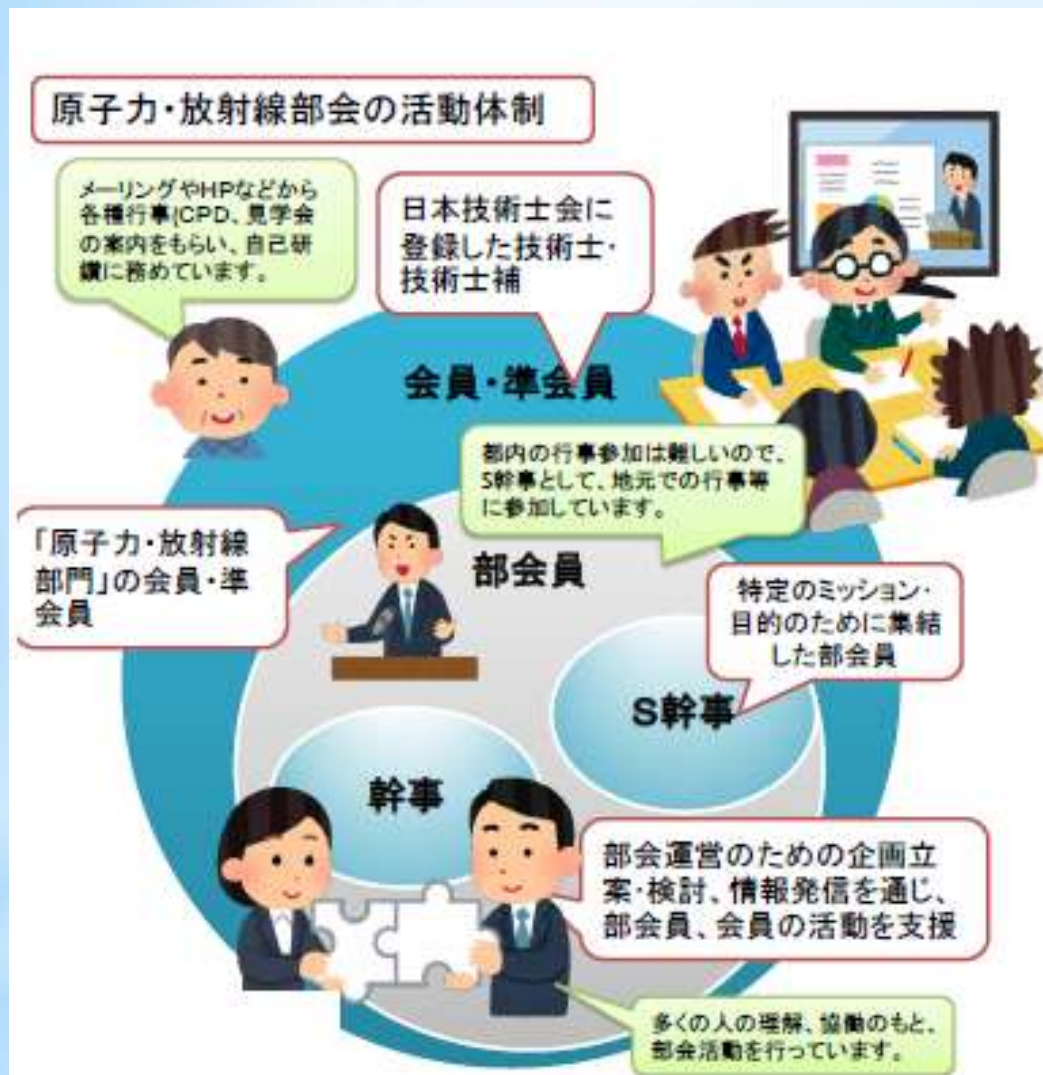 原子力・放射線部会の活動体制
メーリングやHPなどから
各種行事(CPD、見学会
の案内をもらい、自己研
鑽に務めています。
日本技術士会に
登録した技術士・
技術士補
会員・準会員
都内の行事参加は難しいので、
S幹事として、地元での行事等
に参加しています。
「原子力・放射線
部門」の会員・準
会員
部会員
特定のミッション・
目的のために集結
した部会員
S幹事
幹事
部会運営のための企画立
案・検討、情報発信を通じ、
部会員、会員の活動を支援
多くの人の理解、協働のもと、
部会活動を行っています。